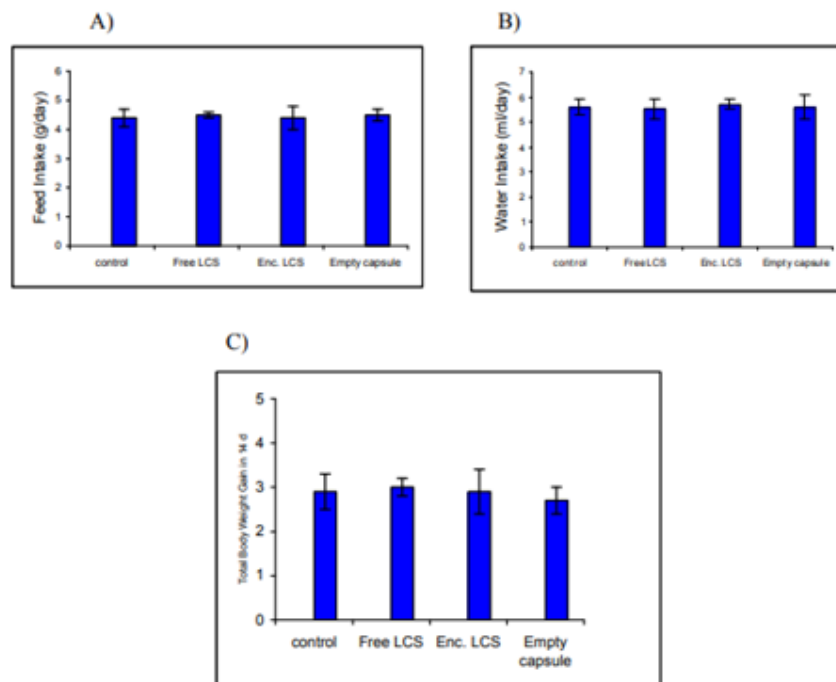 A)
Feed Intake (g/day)
6
5
4
3
2
1
0
control Free LCS Enc. LCS Empty capsule
B)
Water Intake (ml/day)
7
6
5
4
3
2
1
0
control Free LCS Enc. LCS Empty capsule
C)
Total Body Weight Gain in 14 d
5
4
3
2
1
0
control Free LCS Enc. LCS Empty
capsule